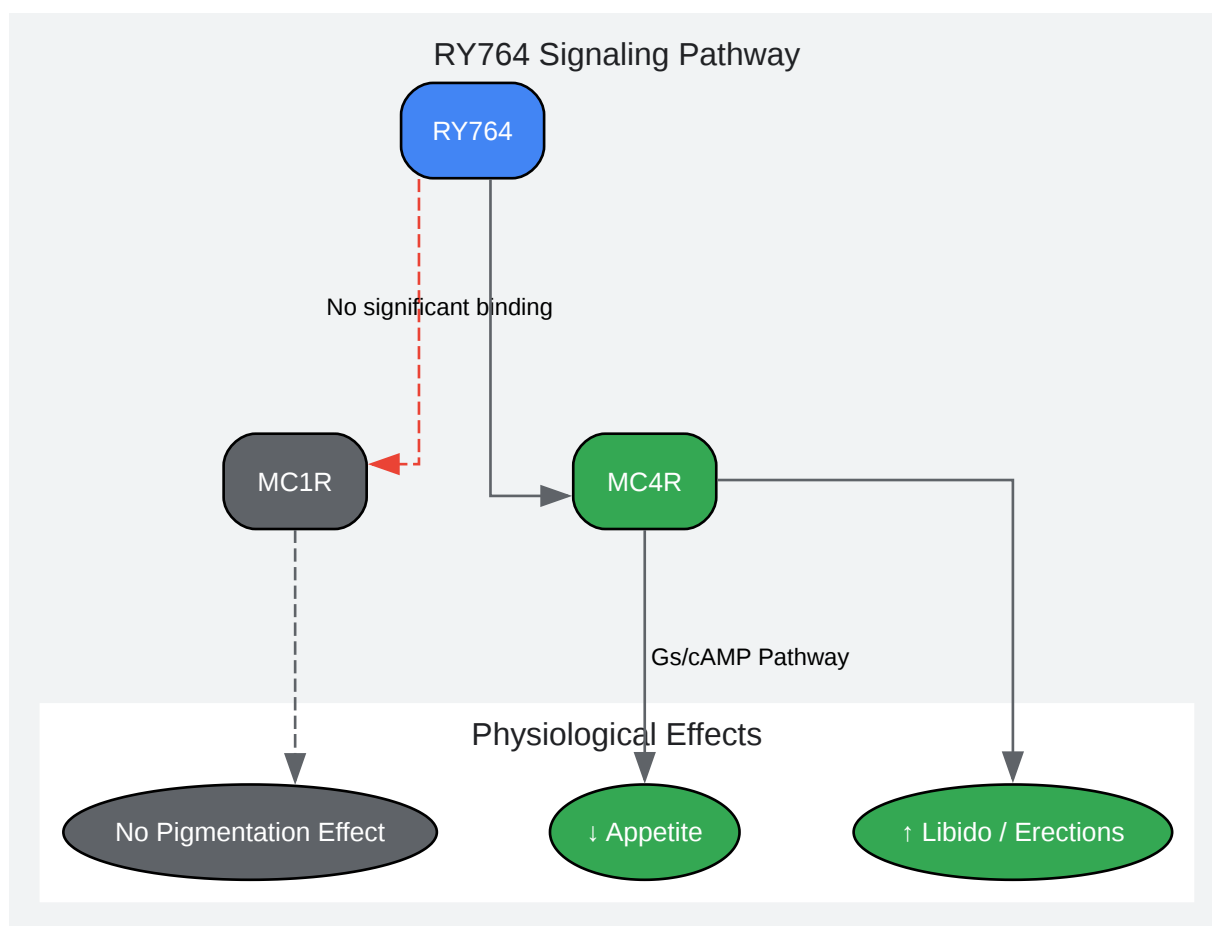 RY764 Signaling Pathway
RY764
No significant binding
MC1R
MC4R
Gs/cAMP Pathway
Physiological Effects
No Pigmentation Effect
↓ Appetite
↑ Libido / Erections